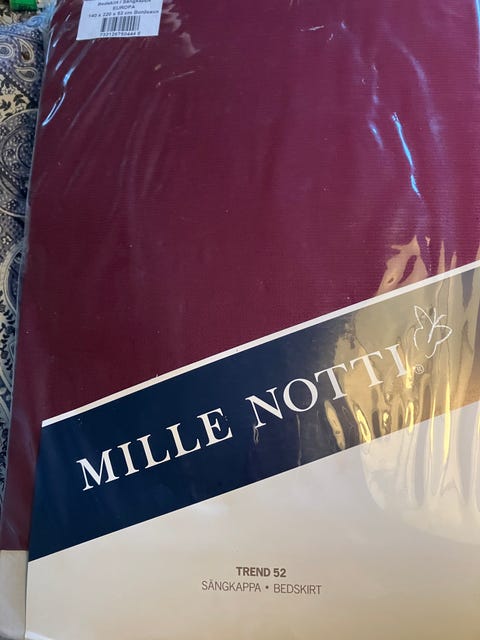 Bedskirt / Sängkappa
EUROPA
140 x 220 x 52 cm Bordeaux
MILLE NOTTI®
TREND 52
SÄNGKAPPA • BEDSKIRT